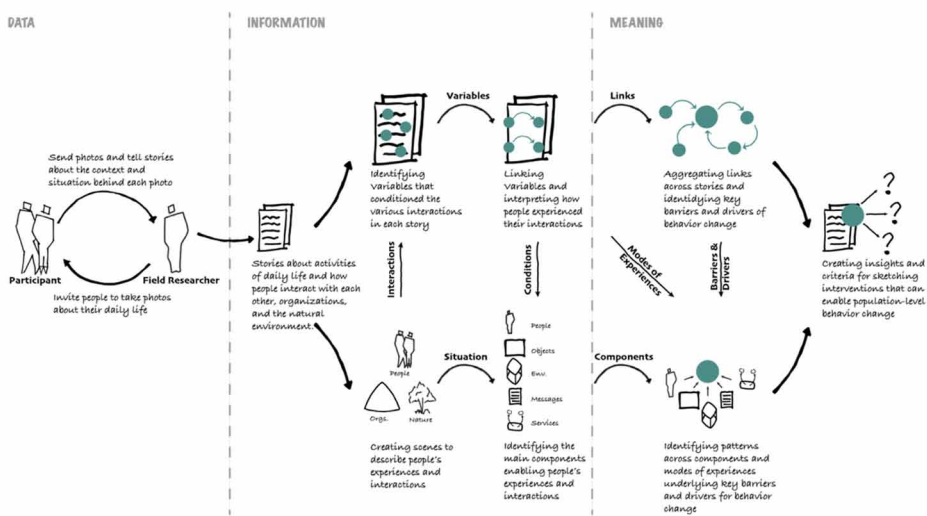 DATA
INFORMATION
MEANING
Send photos and tell stories
about the context and
situation behind each photo
Participant
Field Researcher
Invite people to take photos
about their daily life
Stories about activities
of daily life and how
people interact with each
other, organizations,
and the natural
environment.
Identifying
Variables that
conditioned the
various interactions
in each story
Variables
Linking
Variables and
interpreting how
people experienced
their interactions
Interactions
Conditions
People
Orgs.
Nature
Creating scenes to
describe people's
experiences and
interactions
Situation
People
Objects
Env.
Messages
Services
Identifying the
main components
enabling people's
experiences and
interactions
Links
Aggregating links
across stories and
identidying key
barriers and drivers of
behavior change
Modes of
Experiences
Barriers &
Drivers
Components
Identifying patterns
across components and
modes of experiences
underlying key barriers
and drivers for behavior
change
?
?
?
Creating insights and
criteria for sketching
interventions that can
enable population-level
behavior change